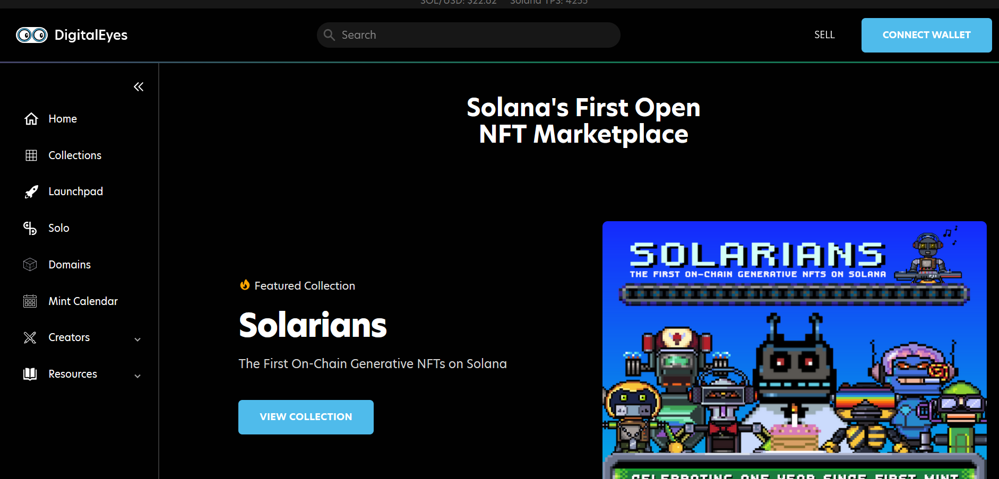 SOL/USD: $22.62 Solana TPS: 4255
DigitalEyes
Search
SELL
CONNECT WALLET
Solana's First Open
NFT Marketplace
Home
Collections
Launchpad
Solo
Domains
Mint Calendar
Creators
Resources
Featured Collection
Solarians
The First On-Chain Generative NFTs on Solana
VIEW COLLECTION
SOLARIANS
THE FIRST ON-CHAIN GENERATIVE NFTS ON SOLANA
CELEBRATING ONE YEAR SINCE FIRST MINT